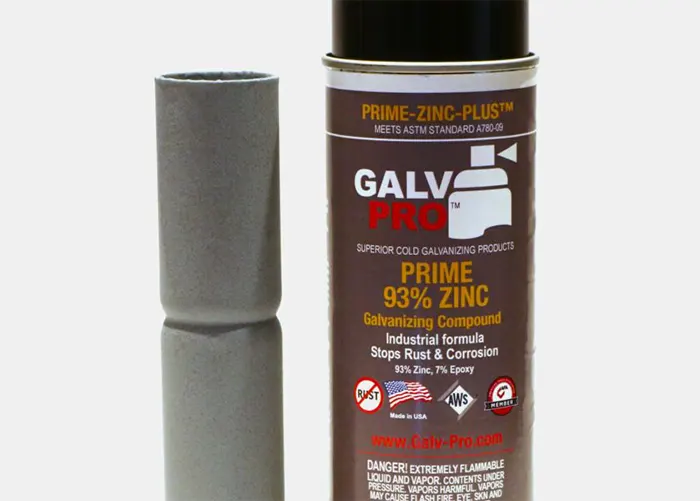 PRIME-ZINC-PLUS™
MEETS ASTM STANDARD A780-09
GALV
PRO™
SUPERIOR COLD GALVANIZING PRODUCTS
PRIME
93% ZINC
Galvanizing Compound
Industrial formula
Stops Rust & Corrosion
93% Zinc, 7% Epoxy
RUST
Made in USA
AWS
MEMBER
www.Galv-Pro.com
DANGER! EXTREMELY FLAMMABLE
LIQUID AND VAPOR. CONTENTS UNDER
PRESSURE. VAPORS HARMFUL. VAPORS
MAY CAUSE FLASH FIRE, EYE, SKIN AND